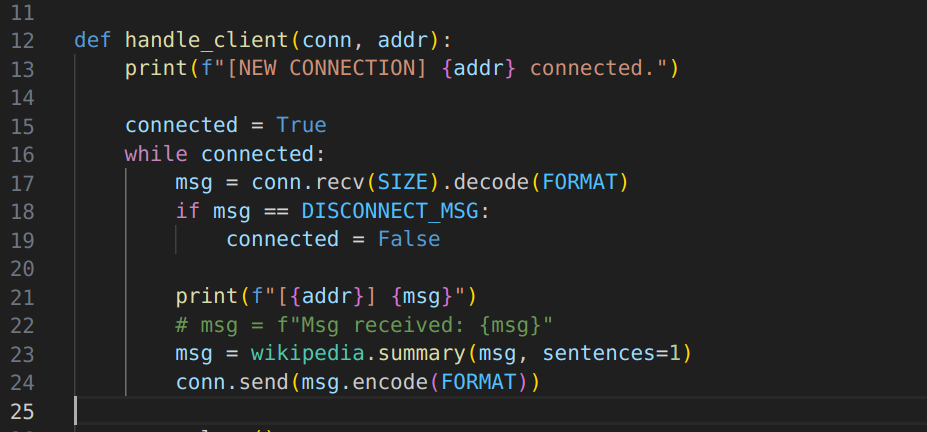 11
12 def handle_client(conn, addr):
13     print(f"[NEW CONNECTION] {addr} connected.")
14
15     connected = True
16     while connected:
17         msg = conn.recv(SIZE).decode(FORMAT)
18         if msg == DISCONNECT_MSG:
19             connected = False
20
21         print(f"[{addr}] {msg}")
22         # msg = f"Msg received: {msg}"
23         msg = wikipedia.summary(msg, sentences=1)
24         conn.send(msg.encode(FORMAT))
25